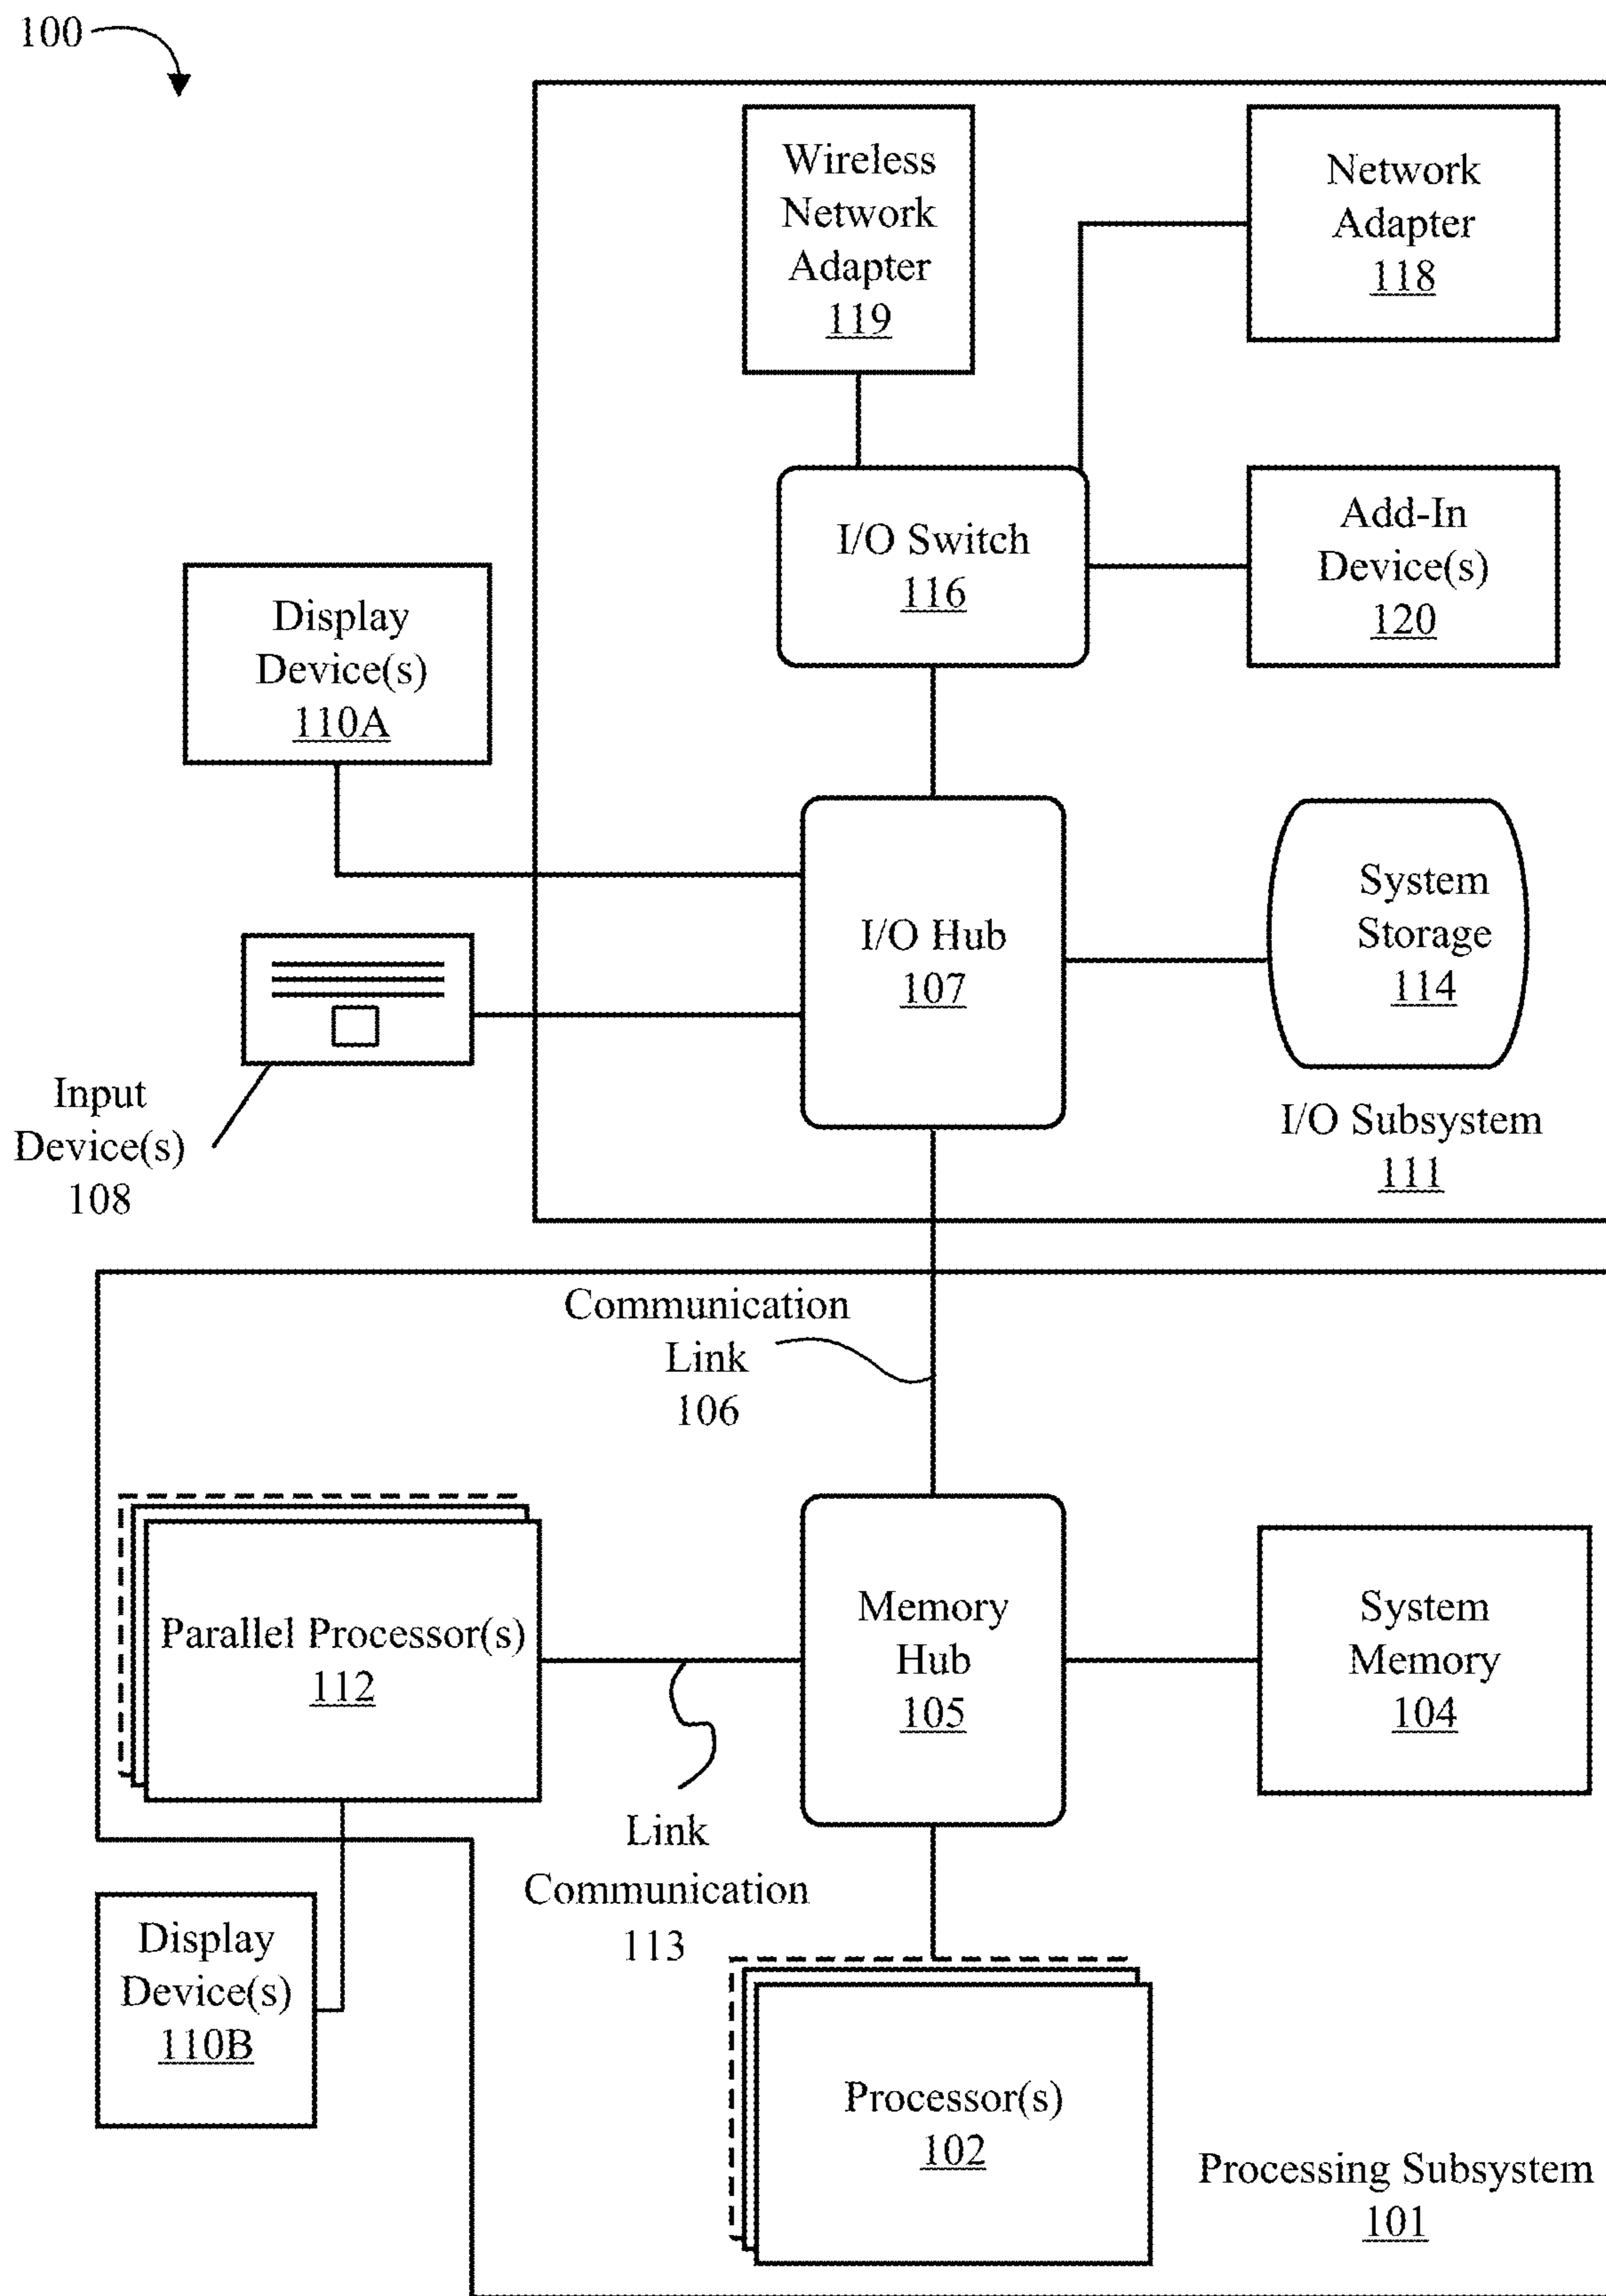 100
Wireless
Network
Adapter
119
Network
Adapter
118
I/O Switch
116
Add-In
Device(s)
120
Display
Device(s)
110A
I/O Hub
107
System
Storage
114
Input
Device(s)
108
I/O Subsystem
111
Communication
Link
106
Parallel Processor(s)
112
Memory
Hub
105
System
Memory
104
Link
Communication
113
Display
Device(s)
110B
Processor(s)
102
Processing Subsystem
101